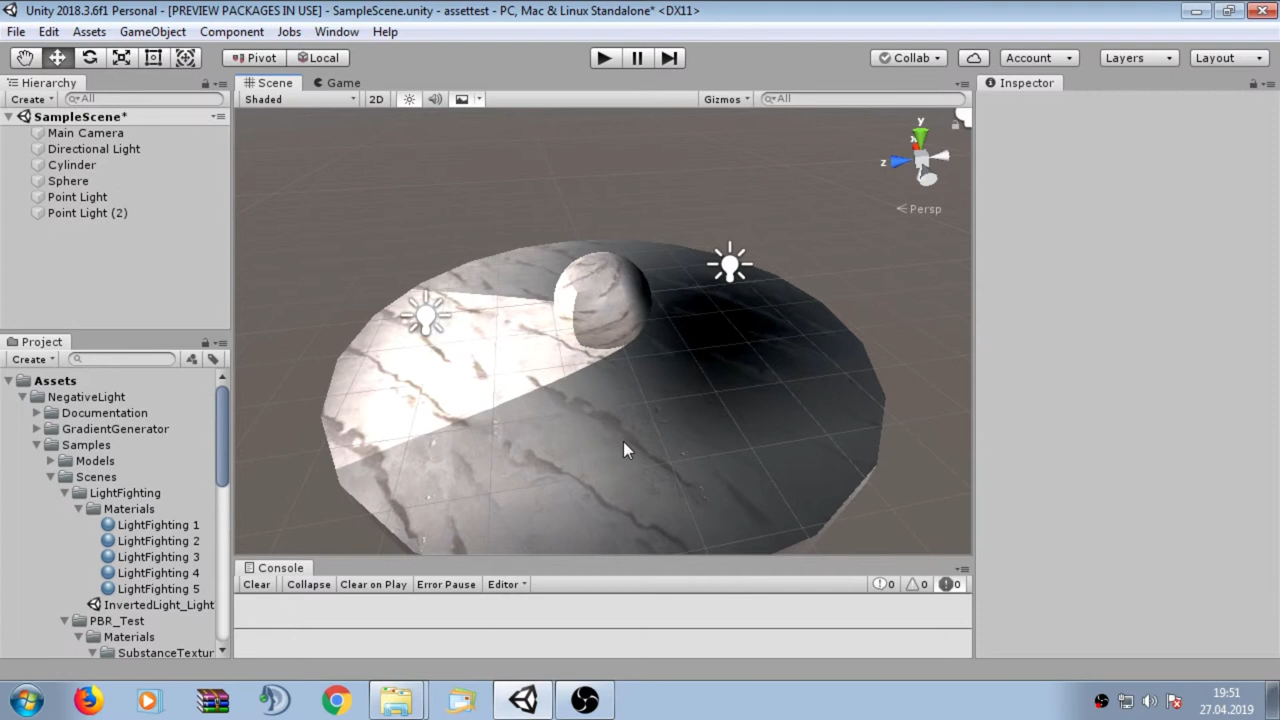 Unity 2018.3.6f1 Personal - [PREVIEW PACKAGES IN USE] - SampleScene.unity - assettest - PC, Mac & Linux Standalone* <DX11>
File Edit Assets GameObject Component Jobs Window Help
Pivot Local Collab Account Layers Layout
Hierarchy
Create All
SampleScene*
Main Camera
Directional Light
Cylinder
Sphere
Point Light
Point Light (2)
Scene Game
Shaded 2D Gizmos All
y
x
z
Persp
Inspector
Project
Create
Assets
NegativeLight
Documentation
GradientGenerator
Samples
Models
Scenes
LightFighting
Materials
LightFighting 1
LightFighting 2
LightFighting 3
LightFighting 4
LightFighting 5
InvertedLight_Light
PBR_Test
Materials
SubstanceTextur
Console
Clear Collapse Clear on Play Error Pause Editor 0 0 0
19:51
27.04.2019